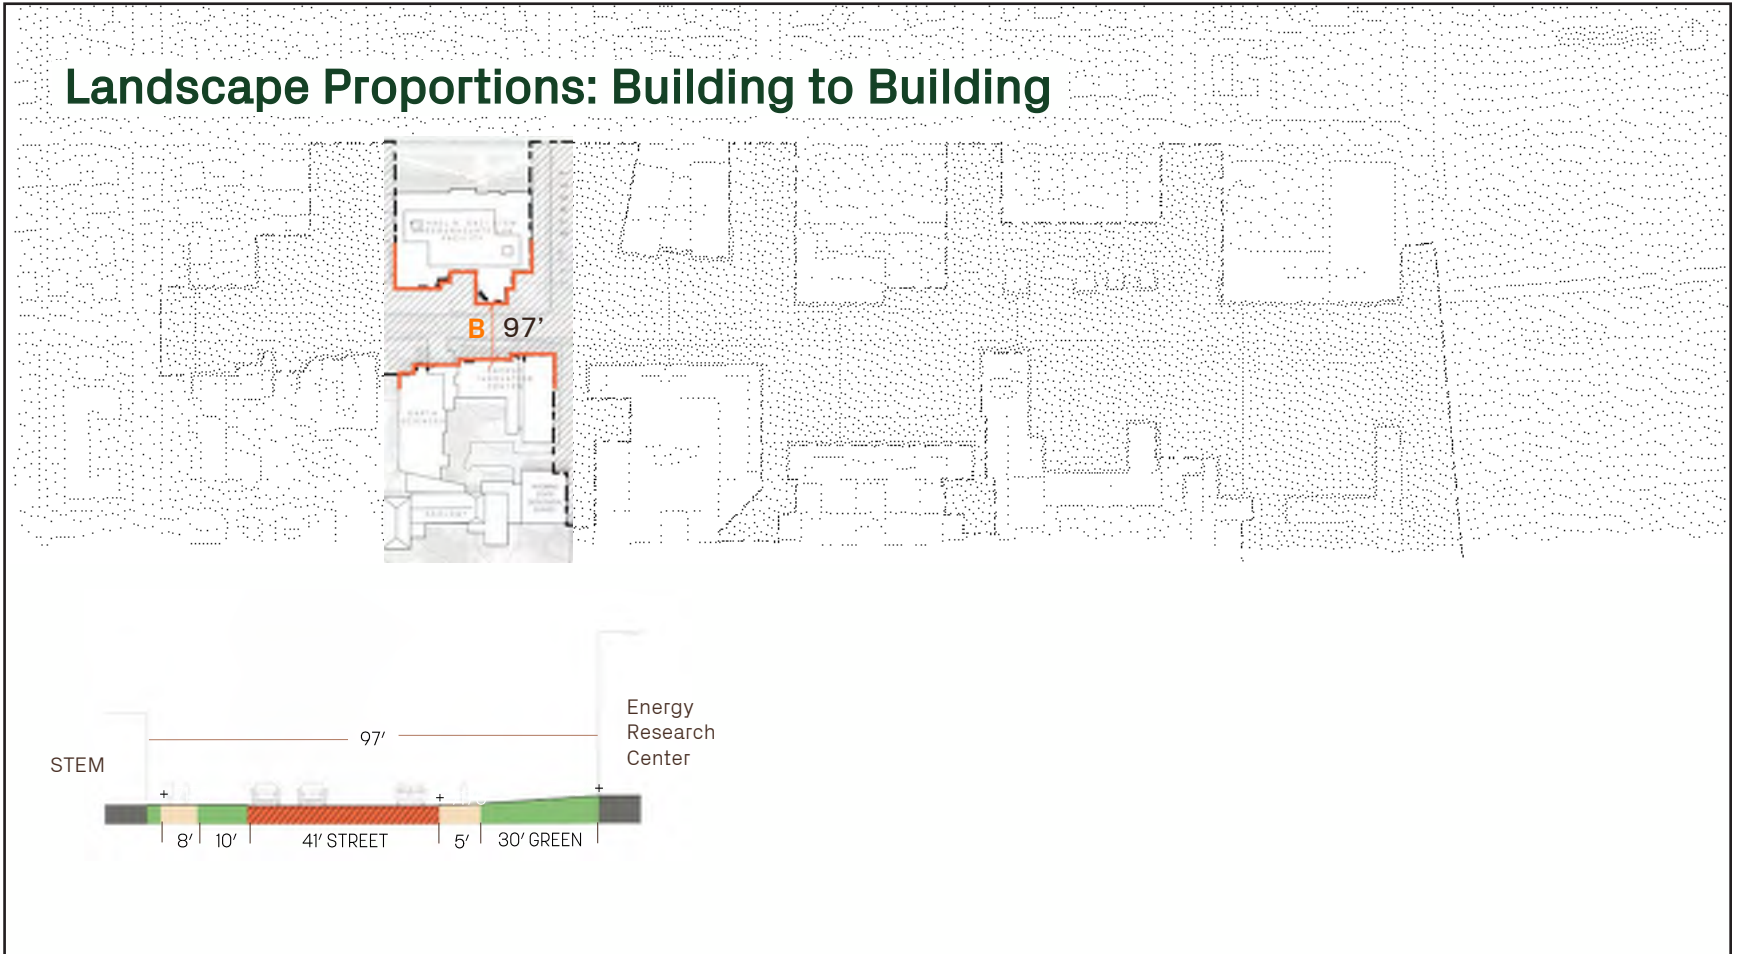 Landscape Proportions: Building to Building
B 97’
97’
Energy
Research
Center
STEM
8’ 10’ 41’ STREET 5’ 30’ GREEN